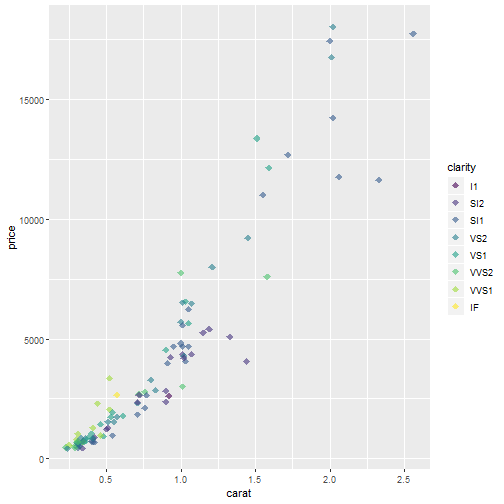 15000
10000
5000
0
price
0.5 1.0 1.5 2.0 2.5
carat
clarity
I1
SI2
SI1
VS2
VS1
VVS2
VVS1
IF